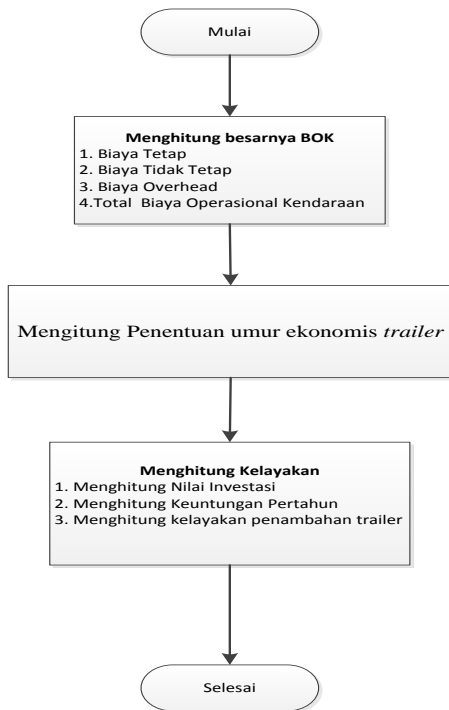 Mulai
Menghitung besarnya BOK
1. Biaya Tetap
2. Biaya Tidak Tetap
3. Biaya Overhead
4.Total Biaya Operasional Kendaraan
Mengitung Penentuan umur ekonomis trailer
Menghitung Kelayakan
1. Menghitung Nilai Investasi
2. Menghitung Keuntungan Pertahun
3. Menghitung kelayakan penambahan trailer
Selesai